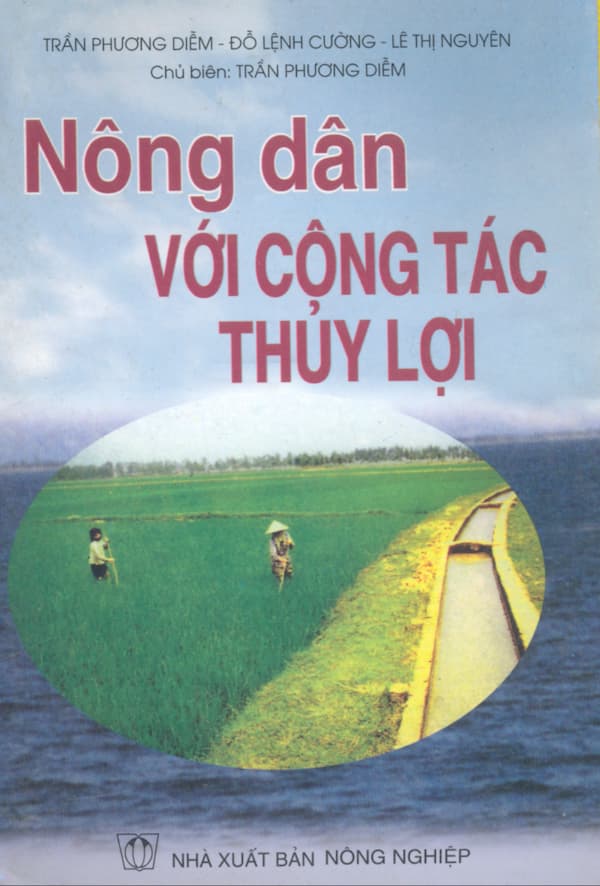 TRẦN PHƯƠNG DIỄM - ĐỖ LỆNH CƯỜNG - LÊ THỊ NGUYÊN
Chủ biên: TRẦN PHƯƠNG DIỄM
Nông dân
VỚI CÔNG TÁC
THỦY LỢI
NHÀ XUẤT BẢN NÔNG NGHIỆP